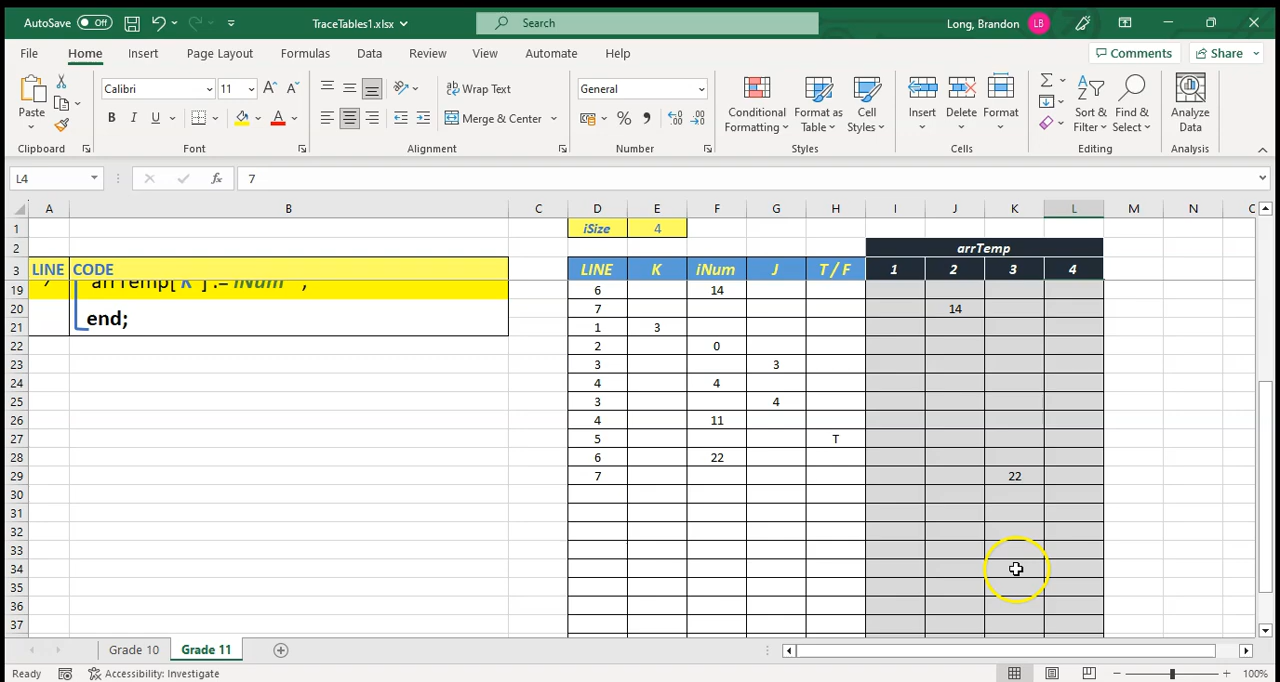 AutoSave Off TraceTables1.xlsx Search Long, Brandon LB
File Home Insert Page Layout Formulas Data Review View Automate Help Comments Share
Paste Calibri 11 Wrap Text General Conditional Formatting Format as Table Cell Styles Insert Delete Format Sort & Filter Find & Select Analyze Data
B I U Merge & Center %
Clipboard Font Alignment Number Styles Cells Editing Analysis
L4 fx 7
A B C D E F G H I J K L M N
1 iSize 4
2 arrTemp
3 LINE CODE LINE K iNum J T / F 1 2 3 4
19 7 arrTemp[ K ] := iNum ; 6 14
20 end; 7 14
21 1 3
22 2 0
23 3 3
24 4 4
25 3 4
26 4 11
27 5 T
28 6 22
29 7 22
30
31
32
33
34
35
36
37
Grade 10 Grade 11
Ready Accessibility: Investigate 100%